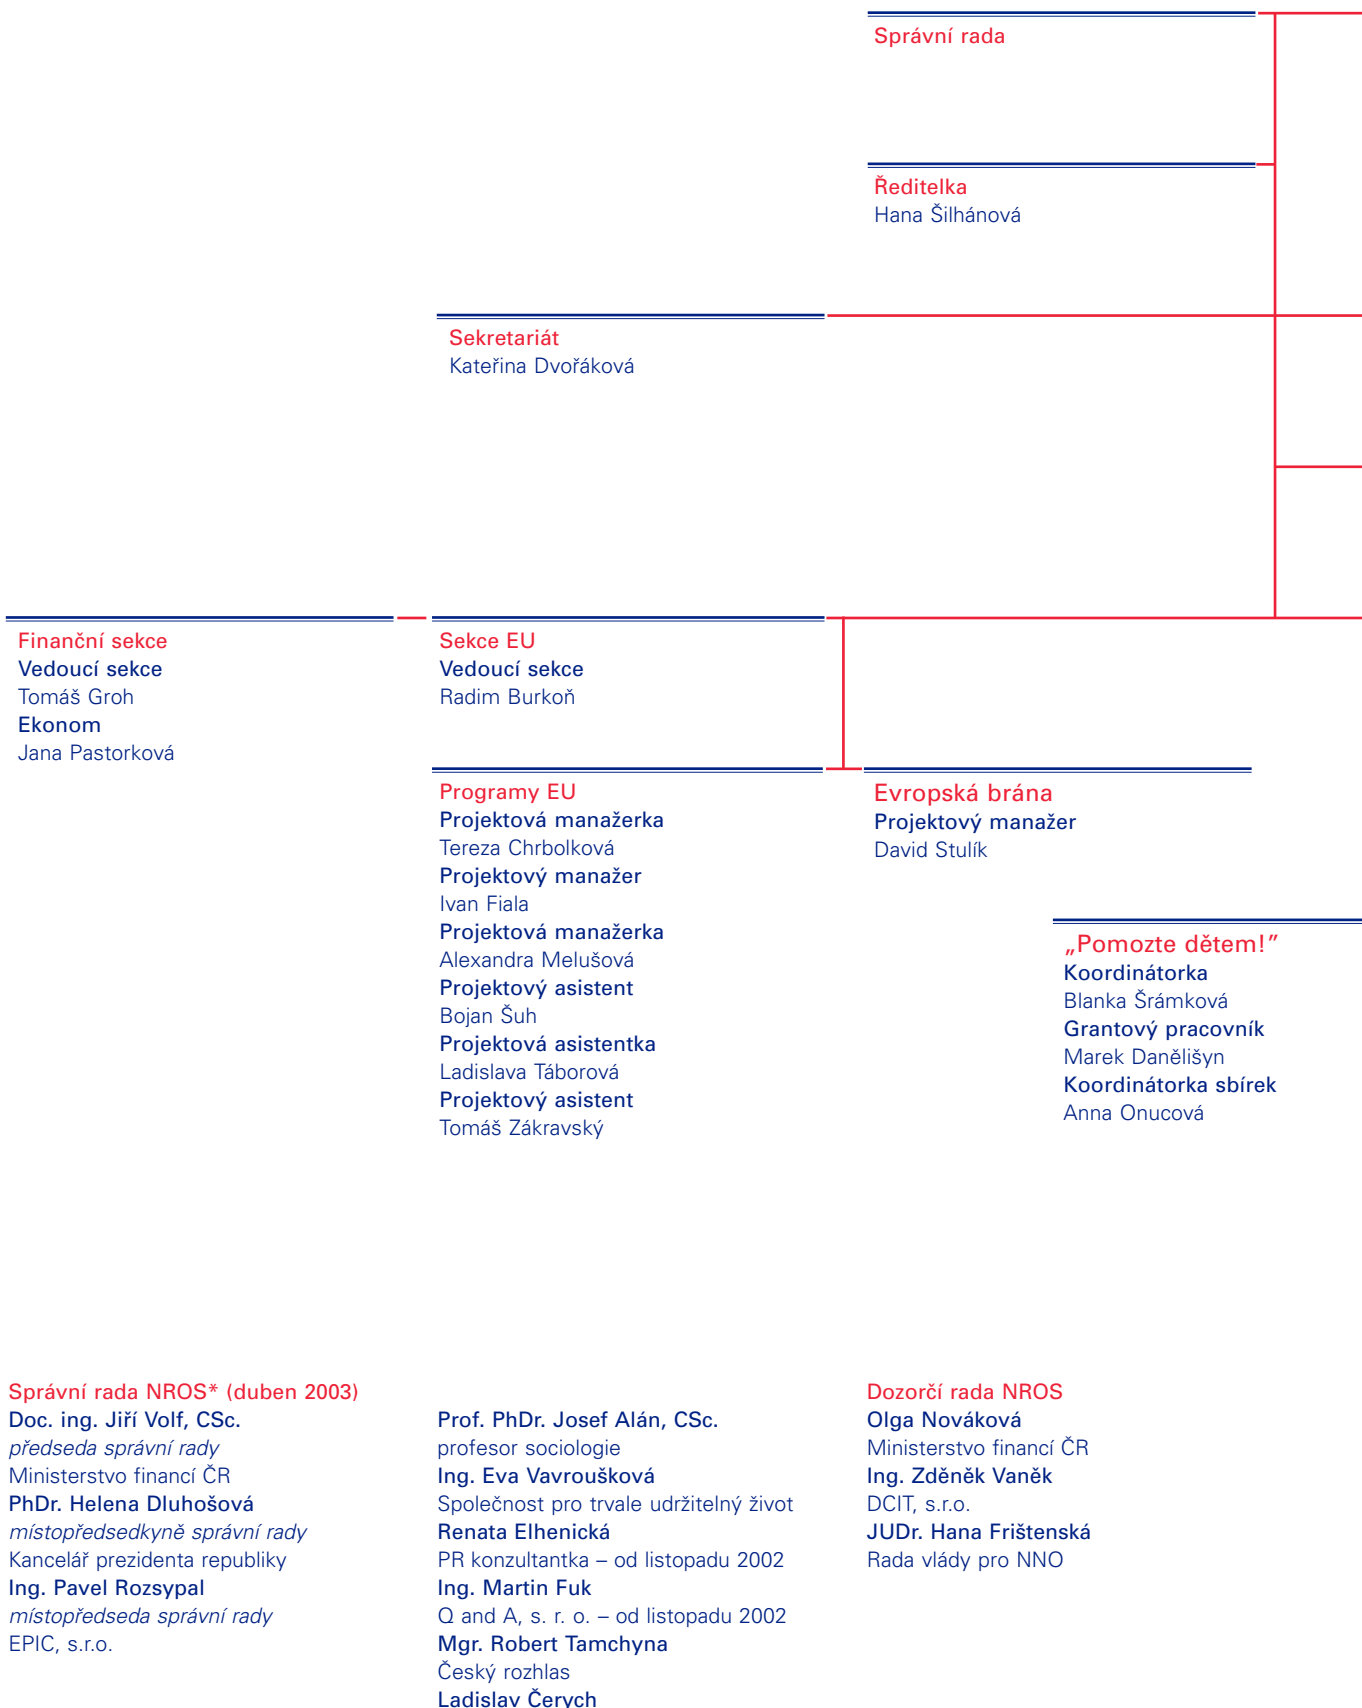 Správní rada
Ředitelka
Hana Šilhánová
Sekretariát
Kateřina Dvořáková
Finanční sekce
Vedoucí sekce
Tomáš Groh
Ekonom
Jana Pastorková
Sekce EU
Vedoucí sekce
Radim Burkoň
Programy EU
Projektová manažerka
Tereza Chrbolková
Projektový manažer
Ivan Fiala
Projektová manažerka
Alexandra Melušová
Projektový asistent
Bojan Šuh
Projektová asistentka
Ladislava Táborová
Projektový asistent
Tomáš Zákravský
Evropská brána
Projektový manažer
David Stulík
„Pomozte dětem!”
Koordinátorka
Blanka Šrámková
Grantový pracovník
Marek Danělišyn
Koordinátorka sbírek
Anna Onucová
Správní rada NROS* (duben 2003)
Doc. ing. Jiří Volf, CSc.
předseda správní rady
Ministerstvo financí ČR
PhDr. Helena Dluhošová
místopředsedkyně správní rady
Kancelář prezidenta republiky
Ing. Pavel Rozsypal
místopředseda správní rady
EPIC, s.r.o.
Prof. PhDr. Josef Alán, CSc.
profesor sociologie
Ing. Eva Vavroušková
Společnost pro trvale udržitelný život
Renata Elhenická
PR konzultantka – od listopadu 2002
Ing. Martin Fuk
Q and A, s. r. o. – od listopadu 2002
Mgr. Robert Tamchyna
Český rozhlas
Ladislav Čerych
Dozorčí rada NROS
Olga Nováková
Ministerstvo financí ČR
Ing. Zděněk Vaněk
DCIT, s.r.o.
JUDr. Hana Frištenská
Rada vlády pro NNO